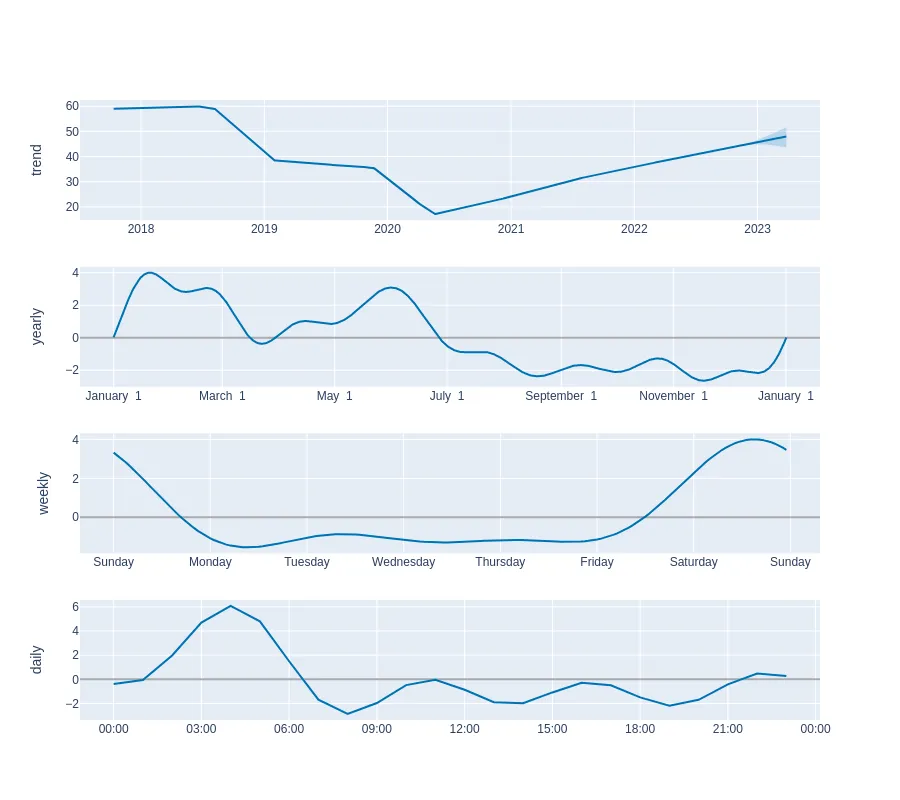 60
50
40
30
20
trend
2018 2019 2020 2021 2022 2023
4
2
0
−2
yearly
January 1 March 1 May 1 July 1 September 1 November 1 January 1
4
2
0
weekly
Sunday Monday Tuesday Wednesday Thursday Friday Saturday Sunday
6
4
2
0
−2
daily
00:00 03:00 06:00 09:00 12:00 15:00 18:00 21:00 00:00